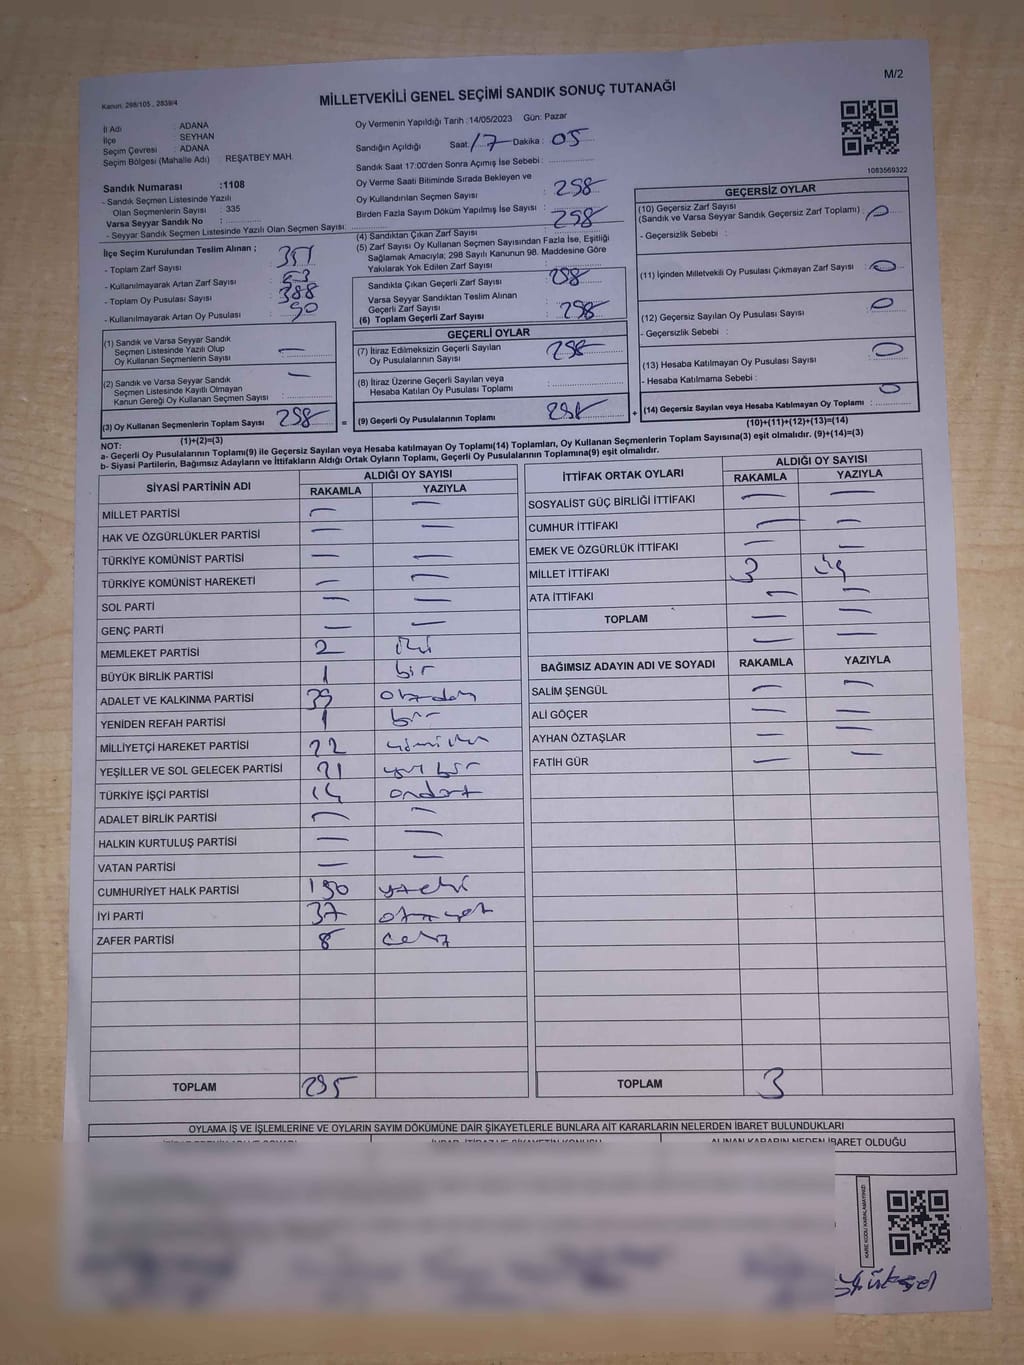 M/2
Kanun: 298/105 , 2839/4
MİLLETVEKİLİ GENEL SEÇİMİ SANDIK SONUÇ TUTANAĞI
İl Adı : ADANA
İlçe : SEYHAN
Seçim Çevresi : ADANA
Seçim Bölgesi (Mahalle Adı) : REŞATBEY MAH.
Sandık Numarası :1108
- Sandık Seçmen Listesinde Yazılı
Olan Seçmenlerin Sayısı : 335
Varsa Seyyar Sandık No :
- Seyyar Sandık Seçmen Listesinde Yazılı Olan Seçmen Sayısı:
Oy Vermenin Yapıldığı Tarih :14/05/2023 Gün: Pazar
Sandığın Açıldığı Saat: 17 Dakika : 05
Sandık Saat 17:00'den Sonra Açımış İse Sebebi :
Oy Verme Saati Bitiminde Sırada Bekleyen ve
Oy Kullandırılan Seçmen Sayısı : 298
Birden Fazla Sayım Döküm Yapılmış İse Sayısı : 298
(4) Sandıktan Çıkan Zarf Sayısı
(5) Zarf Sayısı Oy Kullanan Seçmen Sayısından Fazla İse, Eşitliği
Sağlamak Amacıyla; 298 Sayılı Kanunun 98. Maddesine Göre
Yakılarak Yok Edilen Zarf Sayısı :
Sandıkla Çıkan Geçerli Zarf Sayısı : 298
Varsa Seyyar Sandıktan Teslim Alınan
Geçerli Zarf Sayısı :
(6) Toplam Geçerli Zarf Sayısı : 298
1083569322
GEÇERSİZ OYLAR
(10) Geçersiz Zarf Sayısı
(Sandık ve Varsa Seyyar Sandık Geçersiz Zarf Toplamı) : 0
- Geçersizlik Sebebi :
(11) İçinden Milletvekili Oy Pusulası Çıkmayan Zarf Sayısı : 0
(12) Geçersiz Sayılan Oy Pusulası Sayısı : 0
- Geçersizlik Sebebi :
(13) Hesaba Katılmayan Oy Pusulası Sayısı : 0
- Hesaba Katılmama Sebebi :
(14) Geçersiz Sayılan veya Hesaba Katılmayan Oy Toplamı : 0
(10)+(11)+(12)+(13)=(14)
İlçe Seçim Kurulundan Teslim Alınan ;
- Toplam Zarf Sayısı : 351
- Kullanılmayarak Artan Zarf Sayısı : 53
- Toplam Oy Pusulası Sayısı : 388
- Kullanılmayarak Artan Oy Pusulası : 90
(1) Sandık ve Varsa Seyyar Sandık
Seçmen Listesinde Yazılı Olup
Oy Kullanan Seçmenlerin Sayısı : —
(2) Sandık ve Varsa Seyyar Sandık
Seçmen Listesinde Kayıtlı Olmayan
Kanun Gereği Oy Kullanan Seçmen Sayısı : —
(3) Oy Kullanan Seçmenlerin Toplam Sayısı : 298
(1)+(2)=(3)
GEÇERLİ OYLAR
(7) İtiraz Edilmeksizin Geçerli Sayılan
Oy Pusulalarının Sayısı : 298
(8) İtiraz Üzerine Geçerli Sayılan veya
Hesaba Katılan Oy Pusulası Toplamı :
= (9) Geçerli Oy Pusulalarının Toplamı : 298 +
NOT:
a- Geçerli Oy Pusulalarının Toplamı(9) ile Geçersiz Sayılan veya Hesaba katılmayan Oy Toplamı(14) Toplamları, Oy Kullanan Seçmenlerin Toplam Sayısına(3) eşit olmalıdır. (9)+(14)=(3)
b- Siyasi Partilerin, Bağımsız Adayların ve İttifakların Aldığı Ortak Oyların Toplamı, Geçerli Oy Pusulalarının Toplamına(9) eşit olmalıdır.
SİYASİ PARTİNİN ADI ALDIĞI OY SAYISI
RAKAMLA YAZIYLA
MİLLET PARTİSİ — —
HAK VE ÖZGÜRLÜKLER PARTİSİ — —
TÜRKİYE KOMÜNİST PARTİSİ — —
TÜRKİYE KOMÜNİST HAREKETİ — —
SOL PARTİ — —
GENÇ PARTİ — —
MEMLEKET PARTİSİ 2 iki
BÜYÜK BİRLİK PARTİSİ 1 bir
ADALET VE KALKINMA PARTİSİ 39
YENİDEN REFAH PARTİSİ 1 bir
MİLLİYETÇİ HAREKET PARTİSİ 22 yirmi iki
YEŞİLLER VE SOL GELECEK PARTİSİ 21
TÜRKİYE İŞÇİ PARTİSİ 14 ondört
ADALET BİRLİK PARTİSİ — —
HALKIN KURTULUŞ PARTİSİ — —
VATAN PARTİSİ — —
CUMHURİYET HALK PARTİSİ 150
İYİ PARTİ 37
ZAFER PARTİSİ 8
TOPLAM 295
İTTİFAK ORTAK OYLARI ALDIĞI OY SAYISI
RAKAMLA YAZIYLA
SOSYALİST GÜÇ BİRLİĞİ İTTİFAKI — —
CUMHUR İTTİFAKI — —
EMEK VE ÖZGÜRLÜK İTTİFAKI — —
MİLLET İTTİFAKI 3 üç
ATA İTTİFAKI — —
TOPLAM — —
— —
BAĞIMSIZ ADAYIN ADI VE SOYADI RAKAMLA YAZIYLA
SALİM ŞENGÜL — —
ALİ GÖÇER — —
AYHAN ÖZTAŞLAR — —
FATİH GÜR — —
TOPLAM 3
OYLAMA İŞ VE İŞLEMLERİNE VE OYLARIN SAYIM DÖKÜMÜNE DAİR ŞİKAYETLERLE BUNLARA AİT KARARLARIN NELERDEN İBARET BULUNDUKLARI
ALINAN KARARIN NEDEN İBARET OLDUĞU
KARE KODU KARALAMAYINIZ!